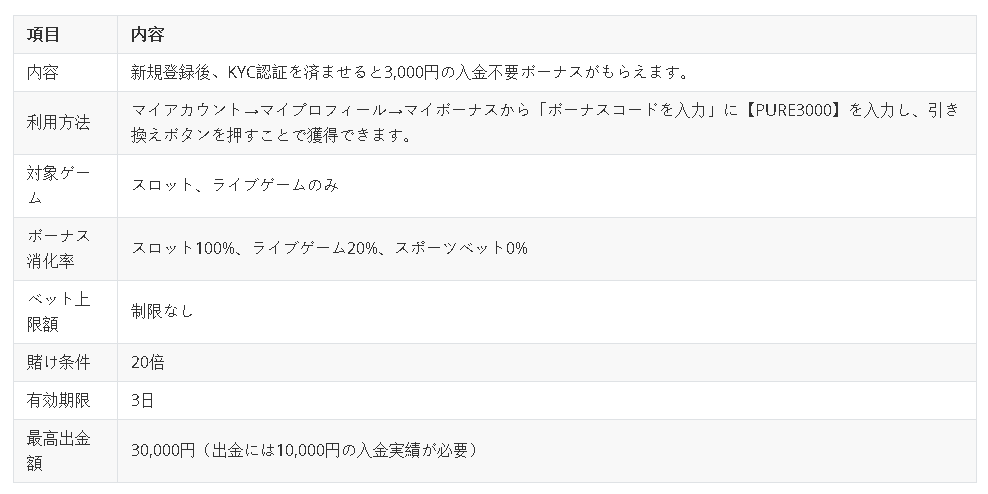 項目 内容
内容 新規登録後、KYC認証を済ませると3,000円の入金不要ボーナスがもらえます。
利用方法 マイアカウント→マイプロフィール→マイボーナスから「ボーナスコードを入力」に【PURE3000】を入力し、引き
換えボタンを押すことで獲得できます。
対象ゲー
ム
スロット、ライブゲームのみ
ボーナス
消化率
スロット100%、ライブゲーム20%、スポーツベット0%
ベット上
限額
制限なし
賭け条件 20倍
有効期限 3日
最高出金
額
30,000円（出金には10,000円の入金実績が必要）